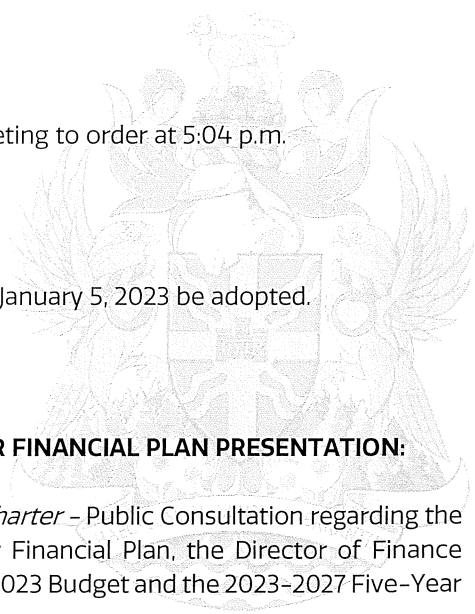 eting to order at 5:04 p.m.
January 5, 2023 be adopted.
R FINANCIAL PLAN PRESENTATION:
harter – Public Consultation regarding the
Financial Plan, the Director of Finance
023 Budget and the 2023-2027 Five-Year